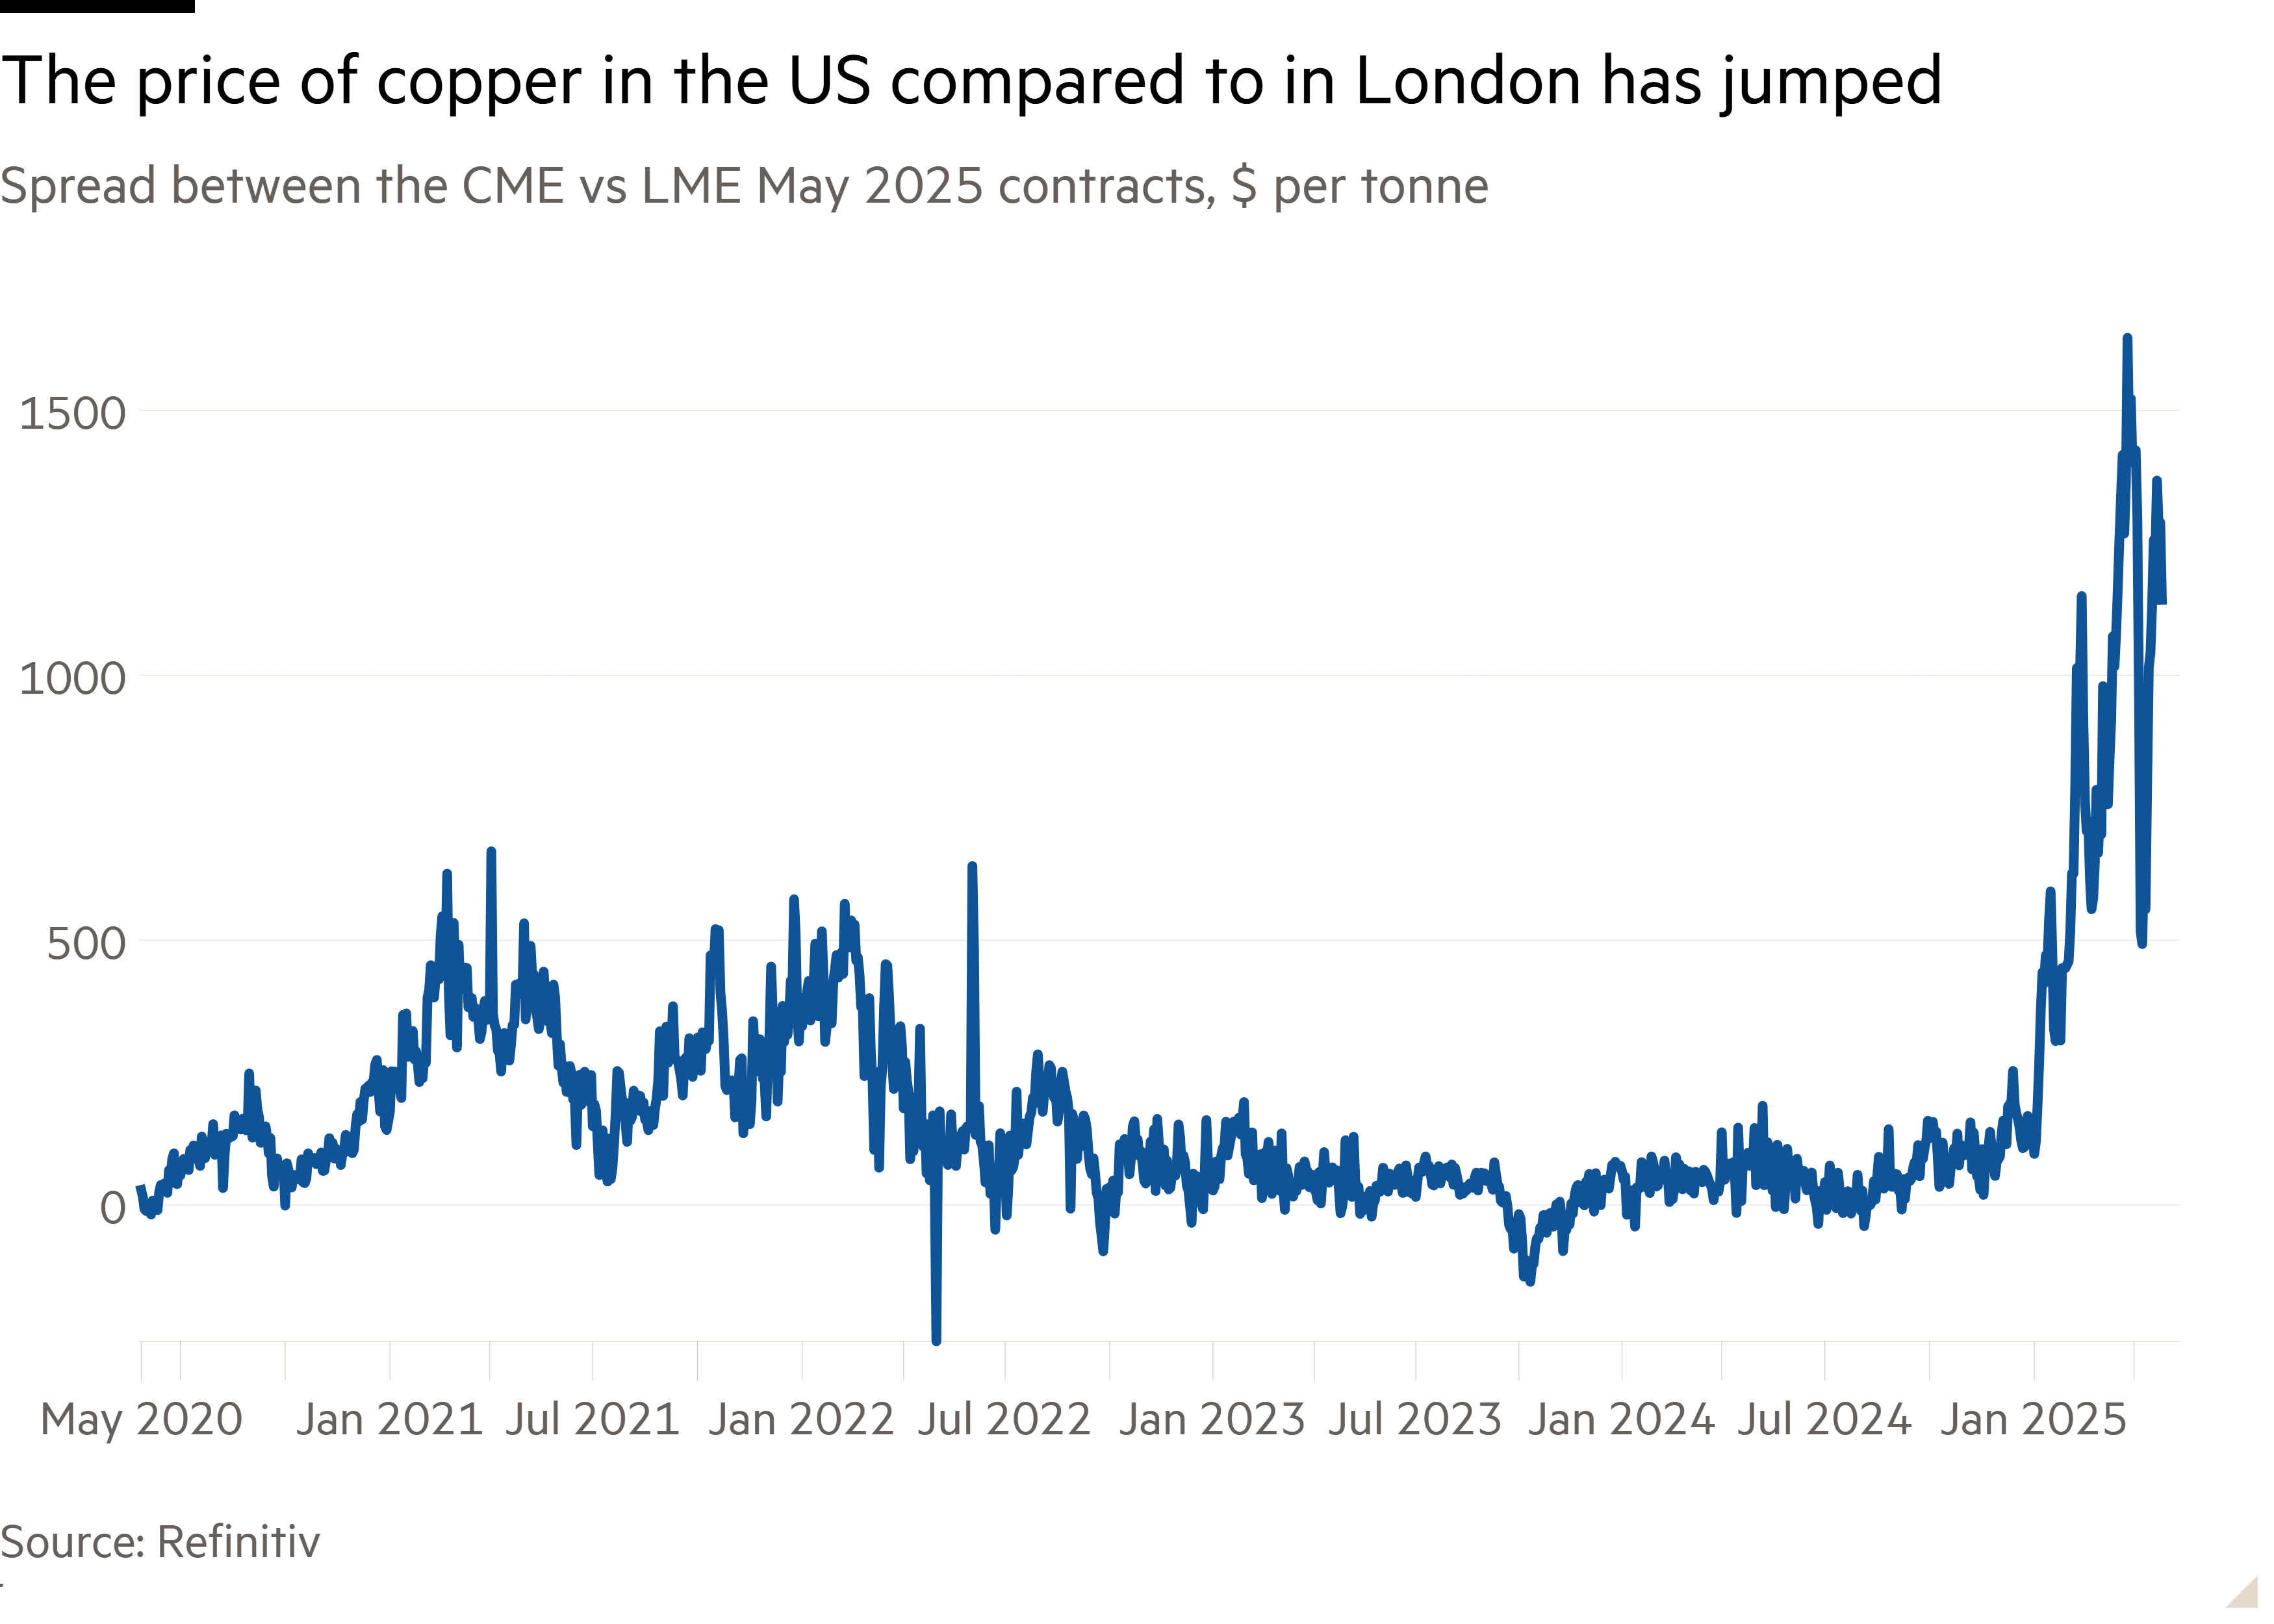 The price of copper in the US compared to in London has jumped
Spread between the CME vs LME May 2025 contracts, $ per tonne
1500
1000
500
0
May 2020 Jan 2021 Jul 2021 Jan 2022 Jul 2022 Jan 2023 Jul 2023 Jan 2024 Jul 2024 Jan 2025
Source: Refinitiv